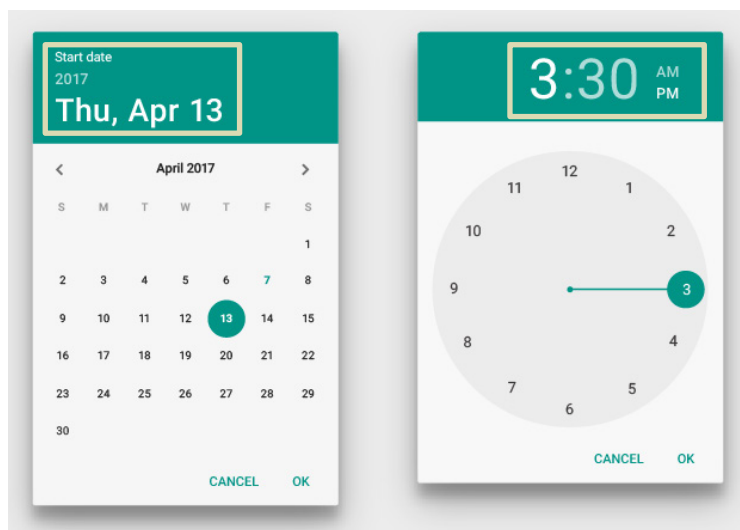 Start date
2017
Thu, Apr 13
April 2017
S M T W T F S
1
2 3 4 5 6 7 8
9 10 11 12 13 14 15
16 17 18 19 20 21 22
23 24 25 26 27 28 29
30
CANCEL OK
3:30 AM
PM
12
11 1
10 2
9 3
8 4
7 5
6
CANCEL OK